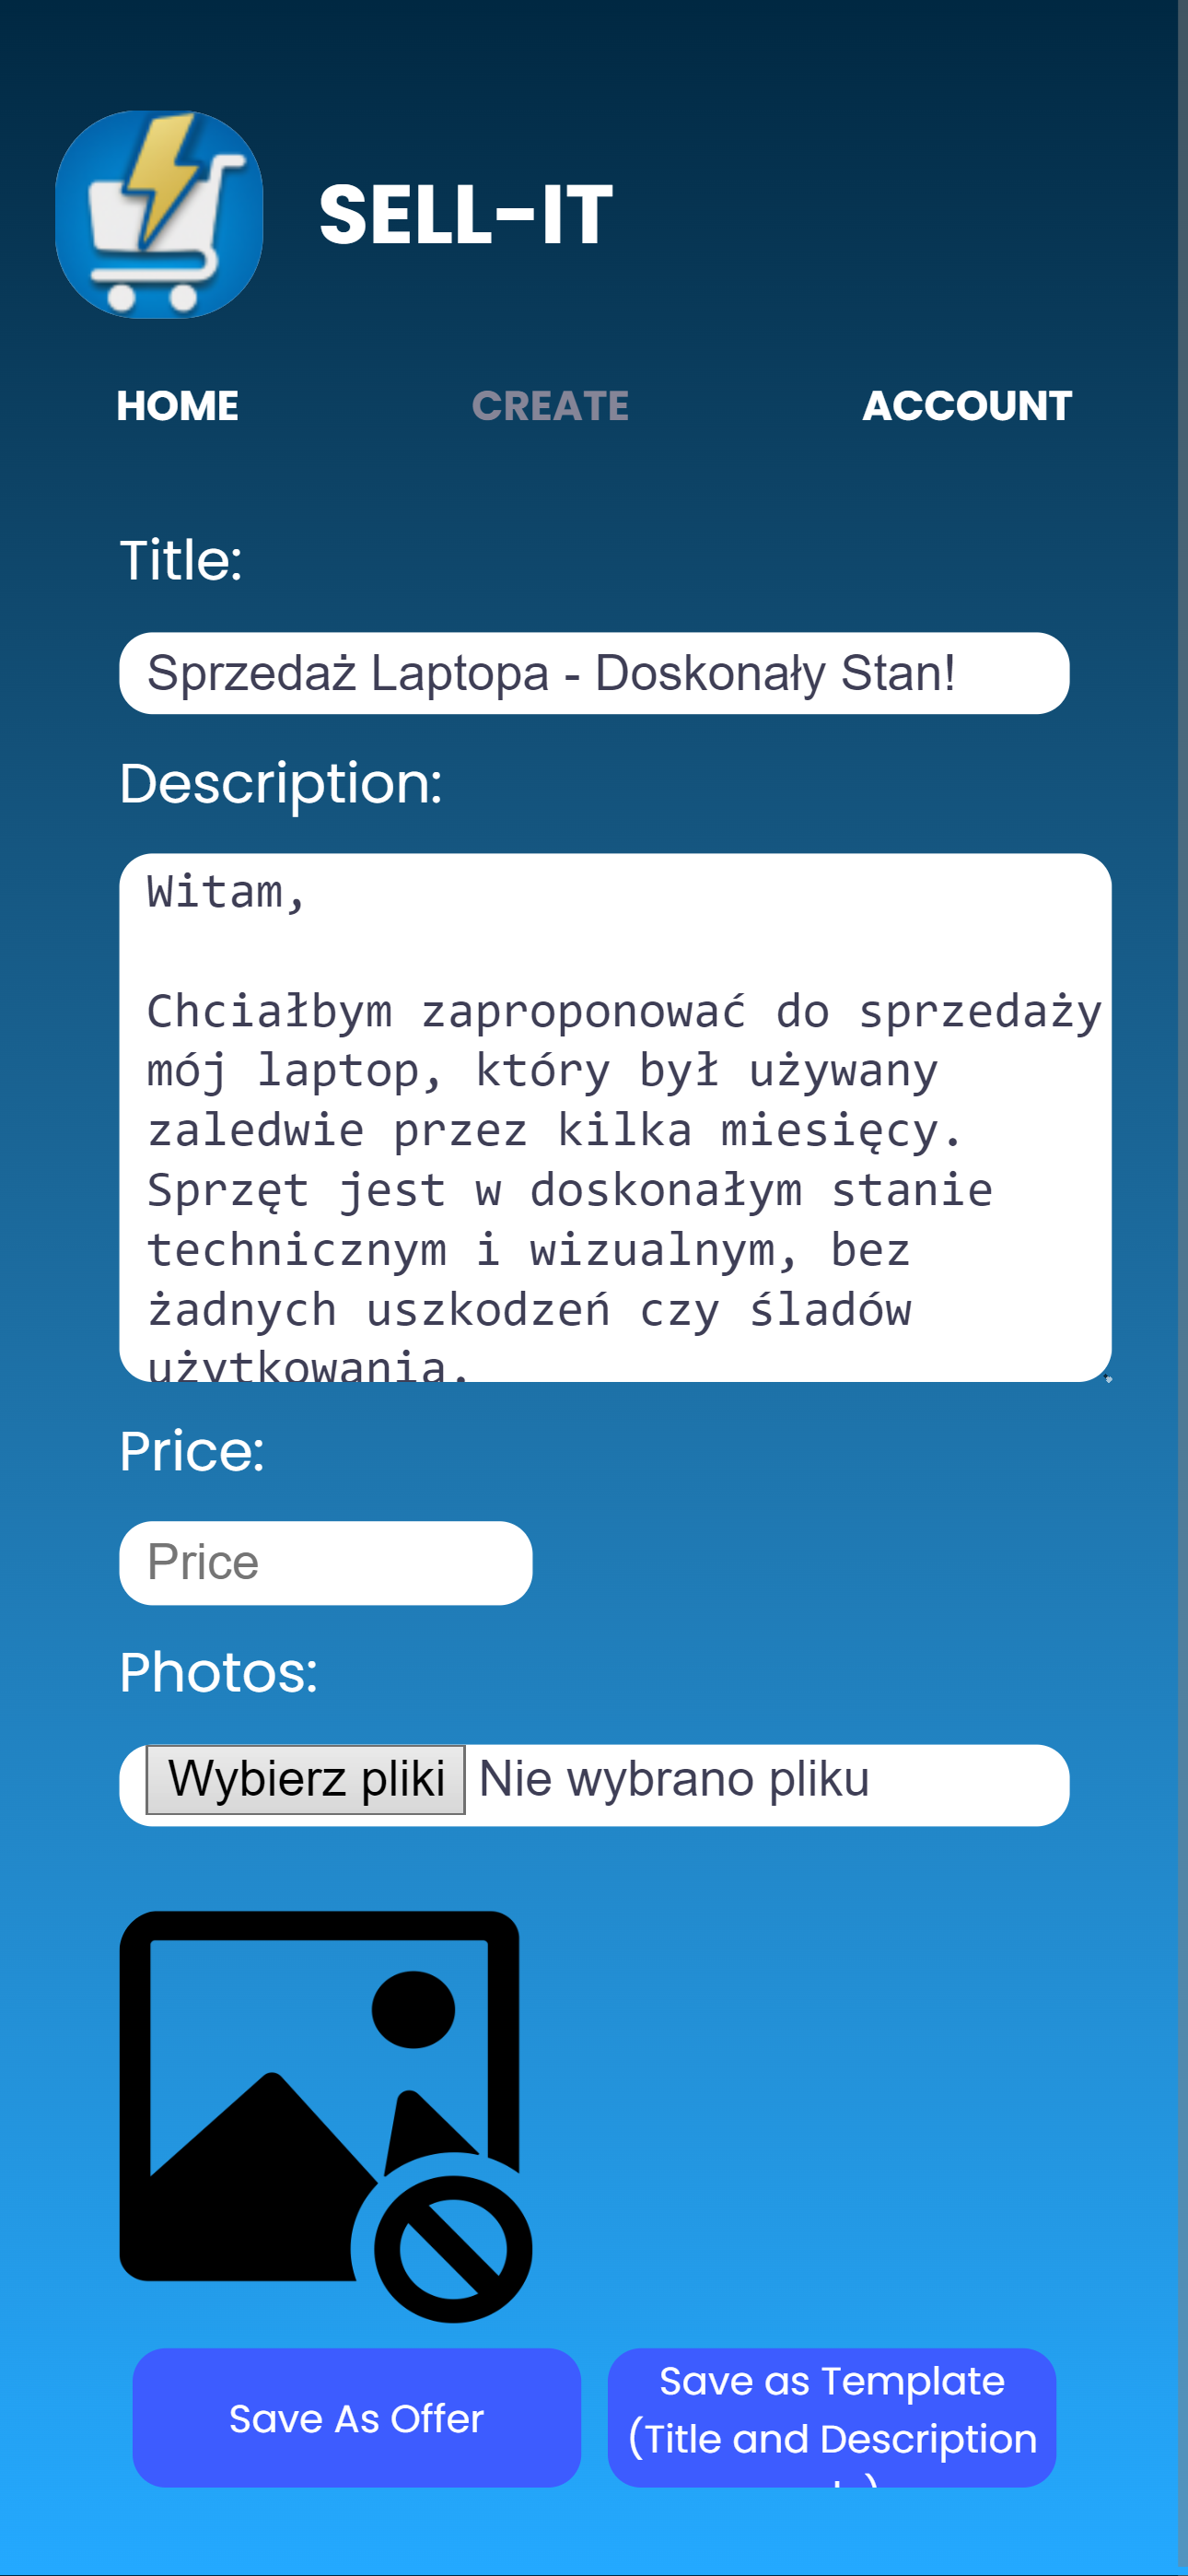 SELL-IT
HOME CREATE ACCOUNT
Title:
Sprzedaż Laptopa - Doskonały Stan!
Description:
Witam,
Chciałbym zaproponować do sprzedaży
mój laptop, który był używany
zaledwie przez kilka miesięcy.
Sprzęt jest w doskonałym stanie
technicznym i wizualnym, bez
żadnych uszkodzeń czy śladów
użytkowania.
Price:
Price
Photos:
Wybierz pliki Nie wybrano pliku
Save As Offer
Save as Template
(Title and Description